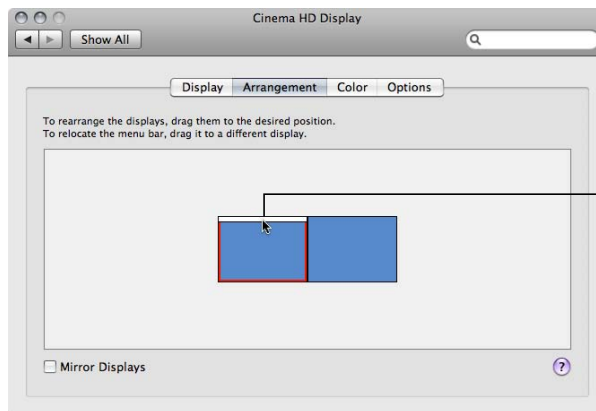 Cinema HD Display
Show All
Display Arrangement Color Options
To rearrange the displays, drag them to the desired position.
To relocate the menu bar, drag it to a different display.
Mirror Displays
?